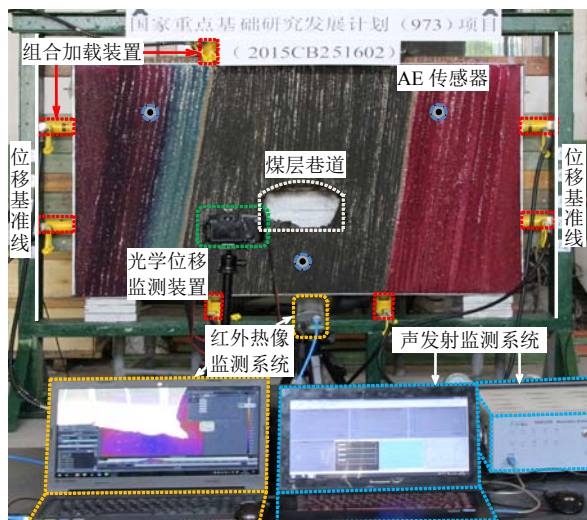 国家重点基础研究发展计划(973)项目
(2015CB251602)
组合加载装置
AE 传感器
煤层巷道
位移基准线
位移基准线
光学位移
监测装置
红外热像
监测系统
声发射监测系统